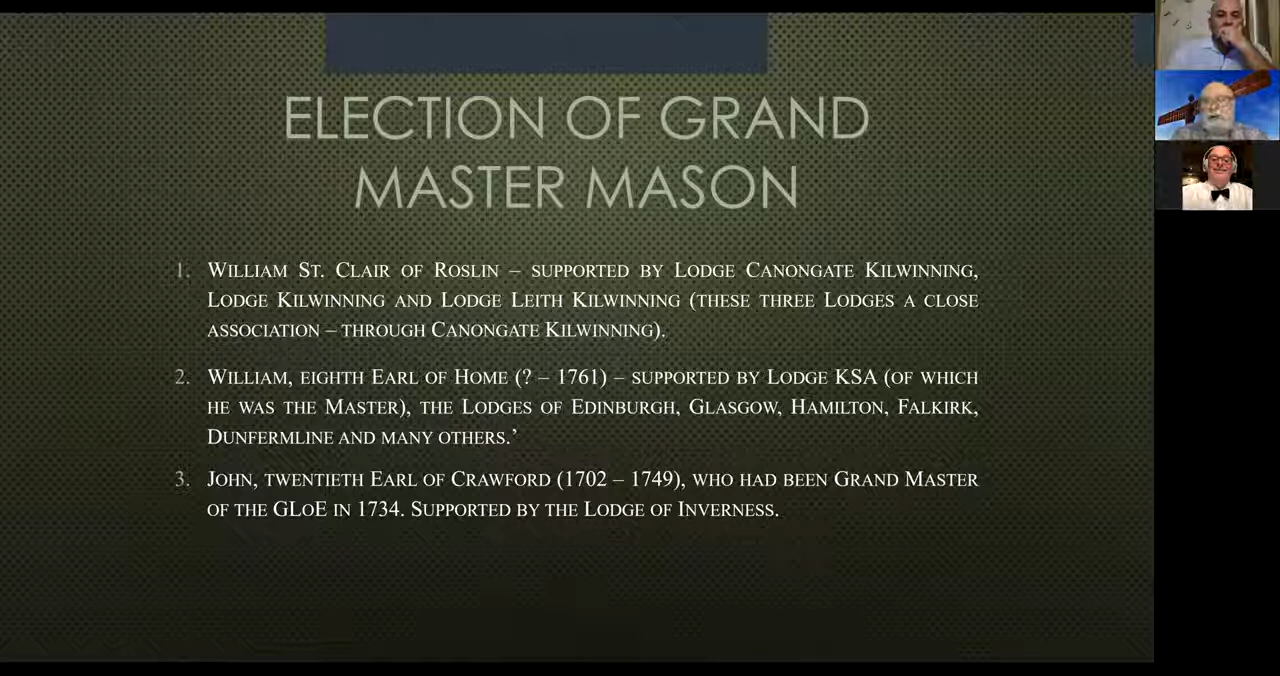 ELECTION OF GRAND
MASTER MASON
1. WILLIAM ST. CLAIR OF ROSLIN – SUPPORTED BY LODGE CANONGATE KILWINNING,
LODGE KILWINNING AND LODGE LEITH KILWINNING (THESE THREE LODGES A CLOSE
ASSOCIATION – THROUGH CANONGATE KILWINNING).
2. WILLIAM, EIGHTH EARL OF HOME (? – 1761) – SUPPORTED BY LODGE KSA (OF WHICH
HE WAS THE MASTER), THE LODGES OF EDINBURGH, GLASGOW, HAMILTON, FALKIRK,
DUNFERMLINE AND MANY OTHERS.’
3. JOHN, TWENTIETH EARL OF CRAWFORD (1702 – 1749), WHO HAD BEEN GRAND MASTER
OF THE GLOE IN 1734. SUPPORTED BY THE LODGE OF INVERNESS.